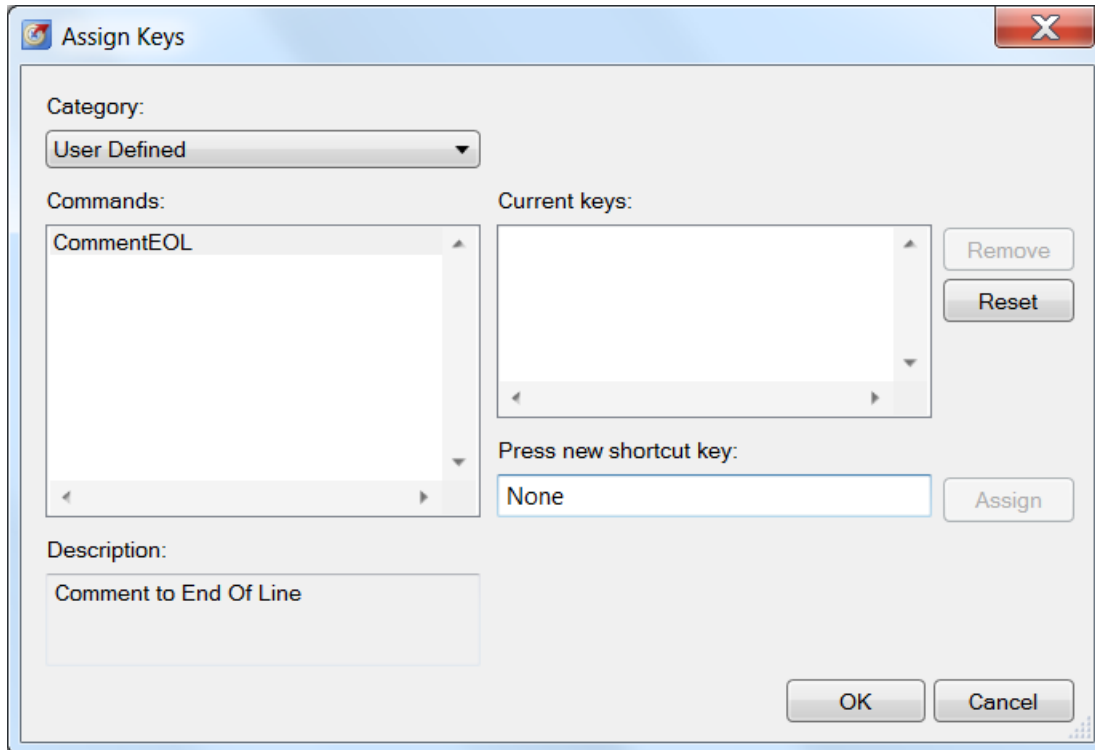 Assign Keys
Category:
User Defined
Commands:
CommentEOL
Current keys:
Remove
Reset
Press new shortcut key:
None
Assign
Description:
Comment to End Of Line
OK
Cancel